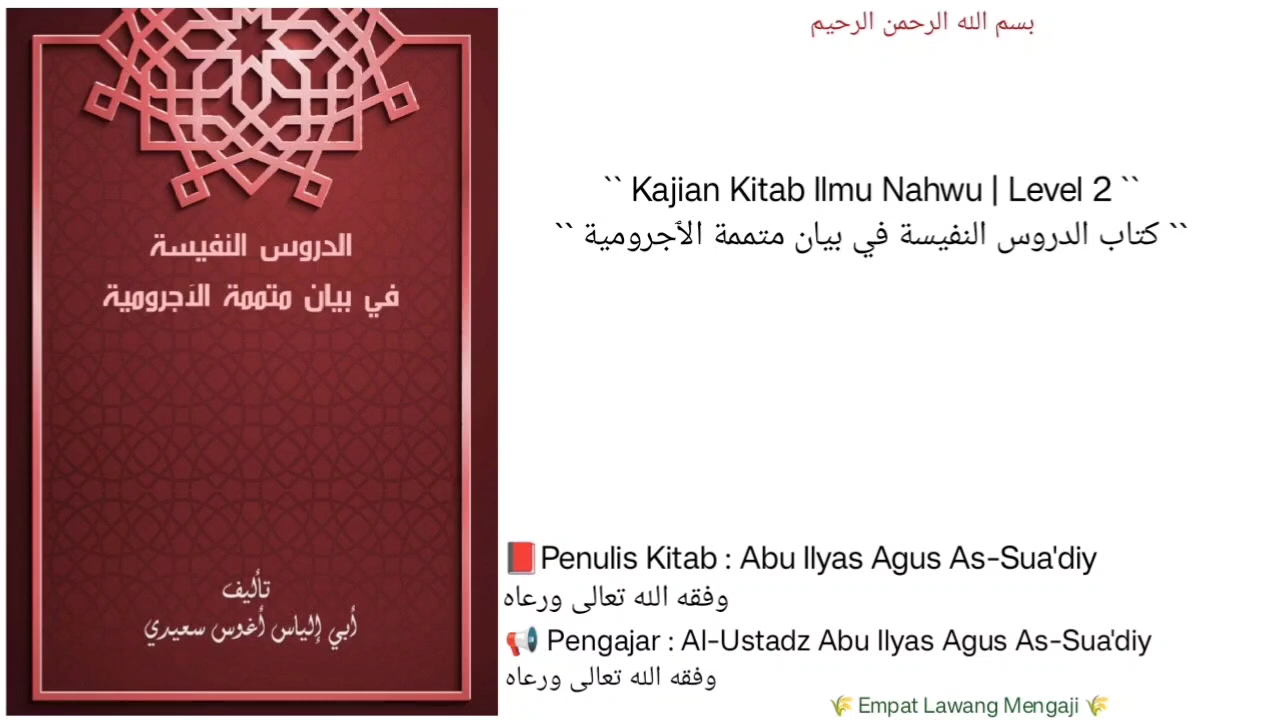 الدروس النفيسة
في بيان متممة الآجرومية
تأليف
أبي إلياس أغوس سعيدي
بسم الله الرحمن الرحيم
`` Kajian Kitab Ilmu Nahwu | Level 2 ``
`` كتاب الدروس النفيسة في بيان متممة الآجرومية ``
📕Penulis Kitab : Abu Ilyas Agus As-Sua'diy
وفقه الله تعالى ورعاه
📢 Pengajar : Al-Ustadz Abu Ilyas Agus As-Sua'diy
وفقه الله تعالى ورعاه
🌾 Empat Lawang Mengaji 🌾